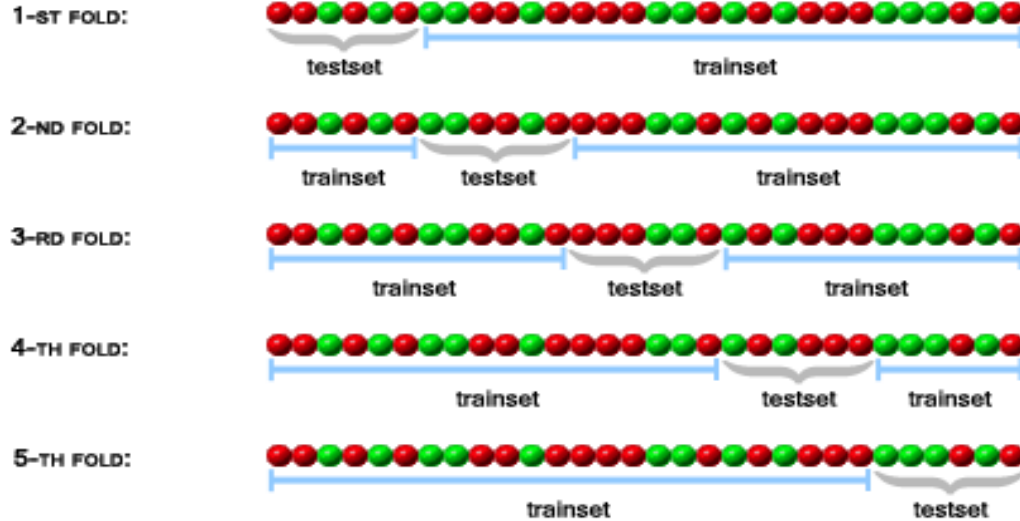 1-ST FOLD:
testset trainset
2-ND FOLD:
trainset testset trainset
3-RD FOLD:
trainset testset trainset
4-TH FOLD:
trainset testset trainset
5-TH FOLD:
trainset testset